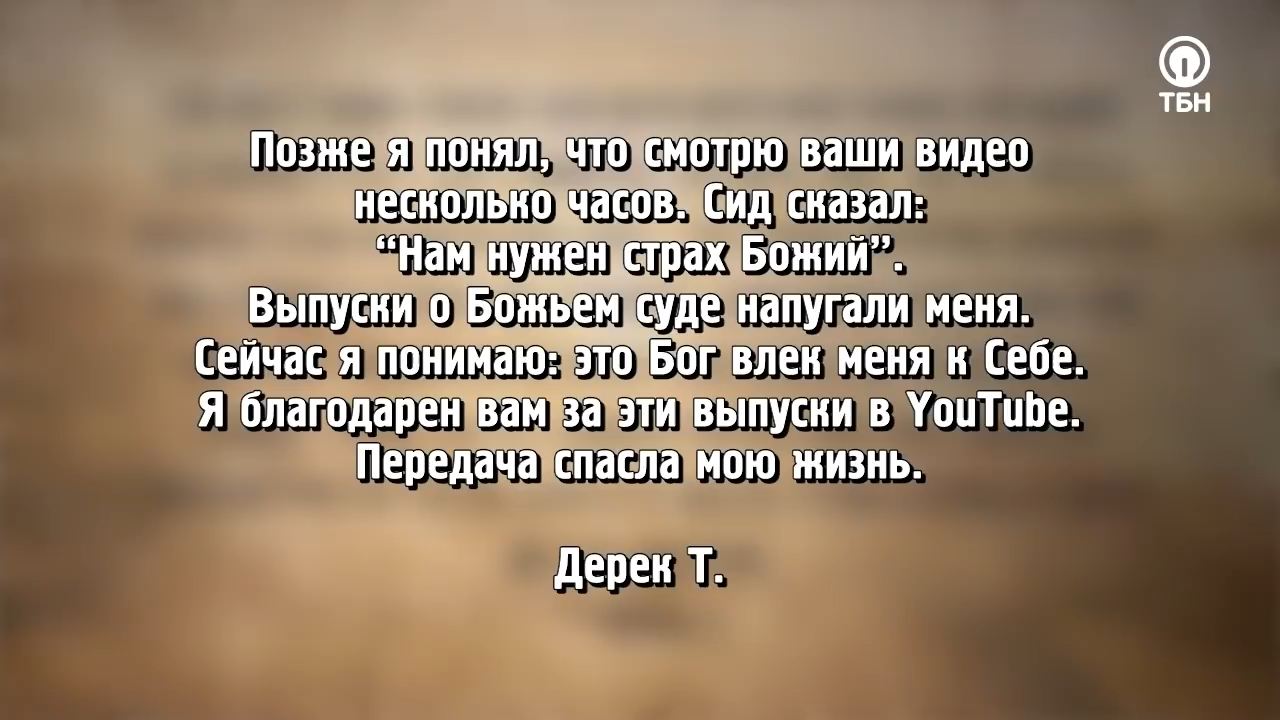 ТБН
Позже я понял, что смотрю ваши видео
несколько часов. Сид сказал:
“Нам нужен страх Божий”.
Выпуски о Божьем суде напугали меня.
Сейчас я понимаю: это Бог влек меня к Себе.
Я благодарен вам за эти выпуски в YouTube.
Передача спасла мою жизнь.
Дерек Т.